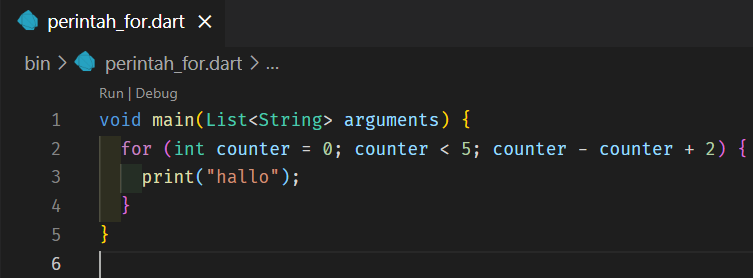 perintah_for.dart ×
bin > perintah_for.dart > ...
Run | Debug
1 void main(List<String> arguments) {
2 for (int counter = 0; counter < 5; counter - counter + 2) {
3 print("hallo");
4 }
5 }
6